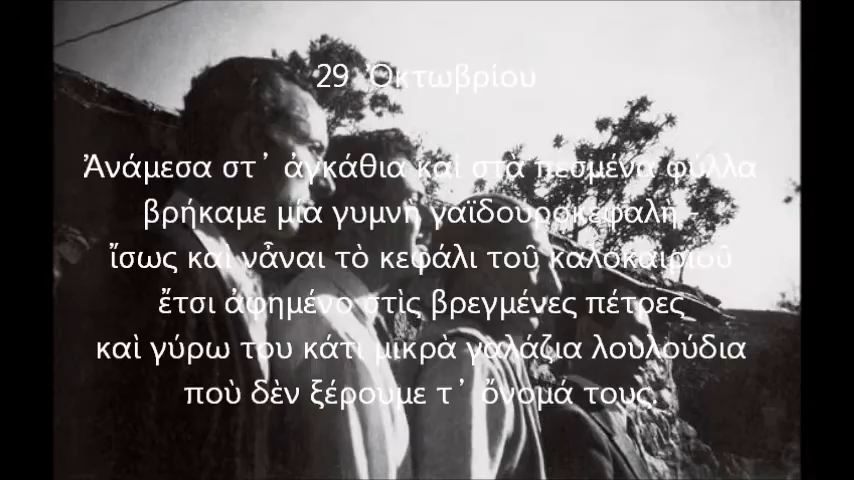 29 Ὀκτωβρίου
Ἀνάμεσα στ᾿ ἀγκάθια καὶ στὰ πεσμένα φύλλα
βρήκαμε μία γυμνὴ γαϊδουροκεφαλὴ -
ἴσως καὶ νἆναι τὸ κεφάλι τοῦ καλοκαιριοῦ
ἔτσι ἀφημένο στὶς βρεγμένες πέτρες
καὶ γύρω του κάτι μικρὰ γαλάζια λουλούδια
ποὺ δὲν ξέρουμε τ᾿ ὄνομά τους.